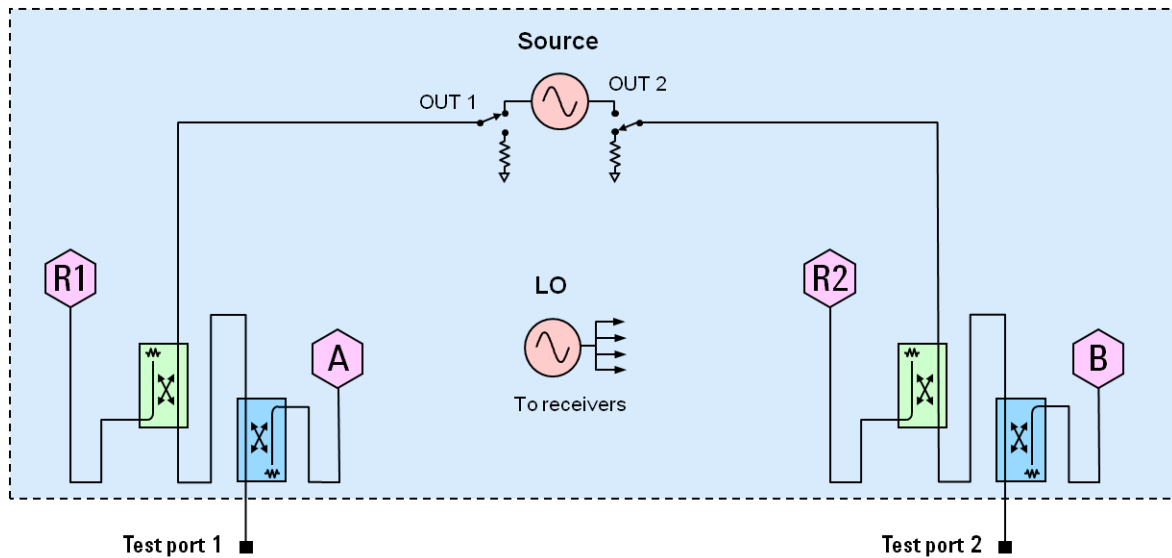 Source
OUT 1
OUT 2
R1
R2
LO
A
B
To receivers
Test port 1
Test port 2